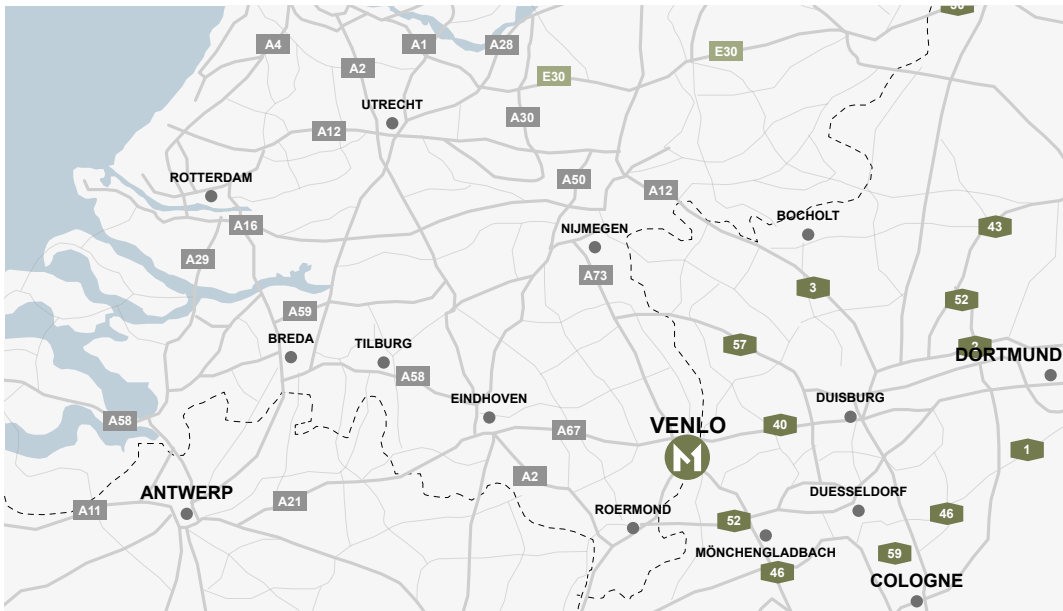 30
A4
A1
A28
A2
E30
E30
UTRECHT
A30
A12
ROTTERDAM
A50
A12
BOCHOLT
A16
NIJMEGEN
43
A29
A73
3
52
A59
BREDA
TILBURG
57
2
DORTMUND
A58
EINDHOVEN
DUISBURG
A58
VENLO
40
A67
1
A2
ANTWERP
DUESSELDORF
A21
A11
ROERMOND
52
46
MÖNCHENGLADBACH
59
46
COLOGNE